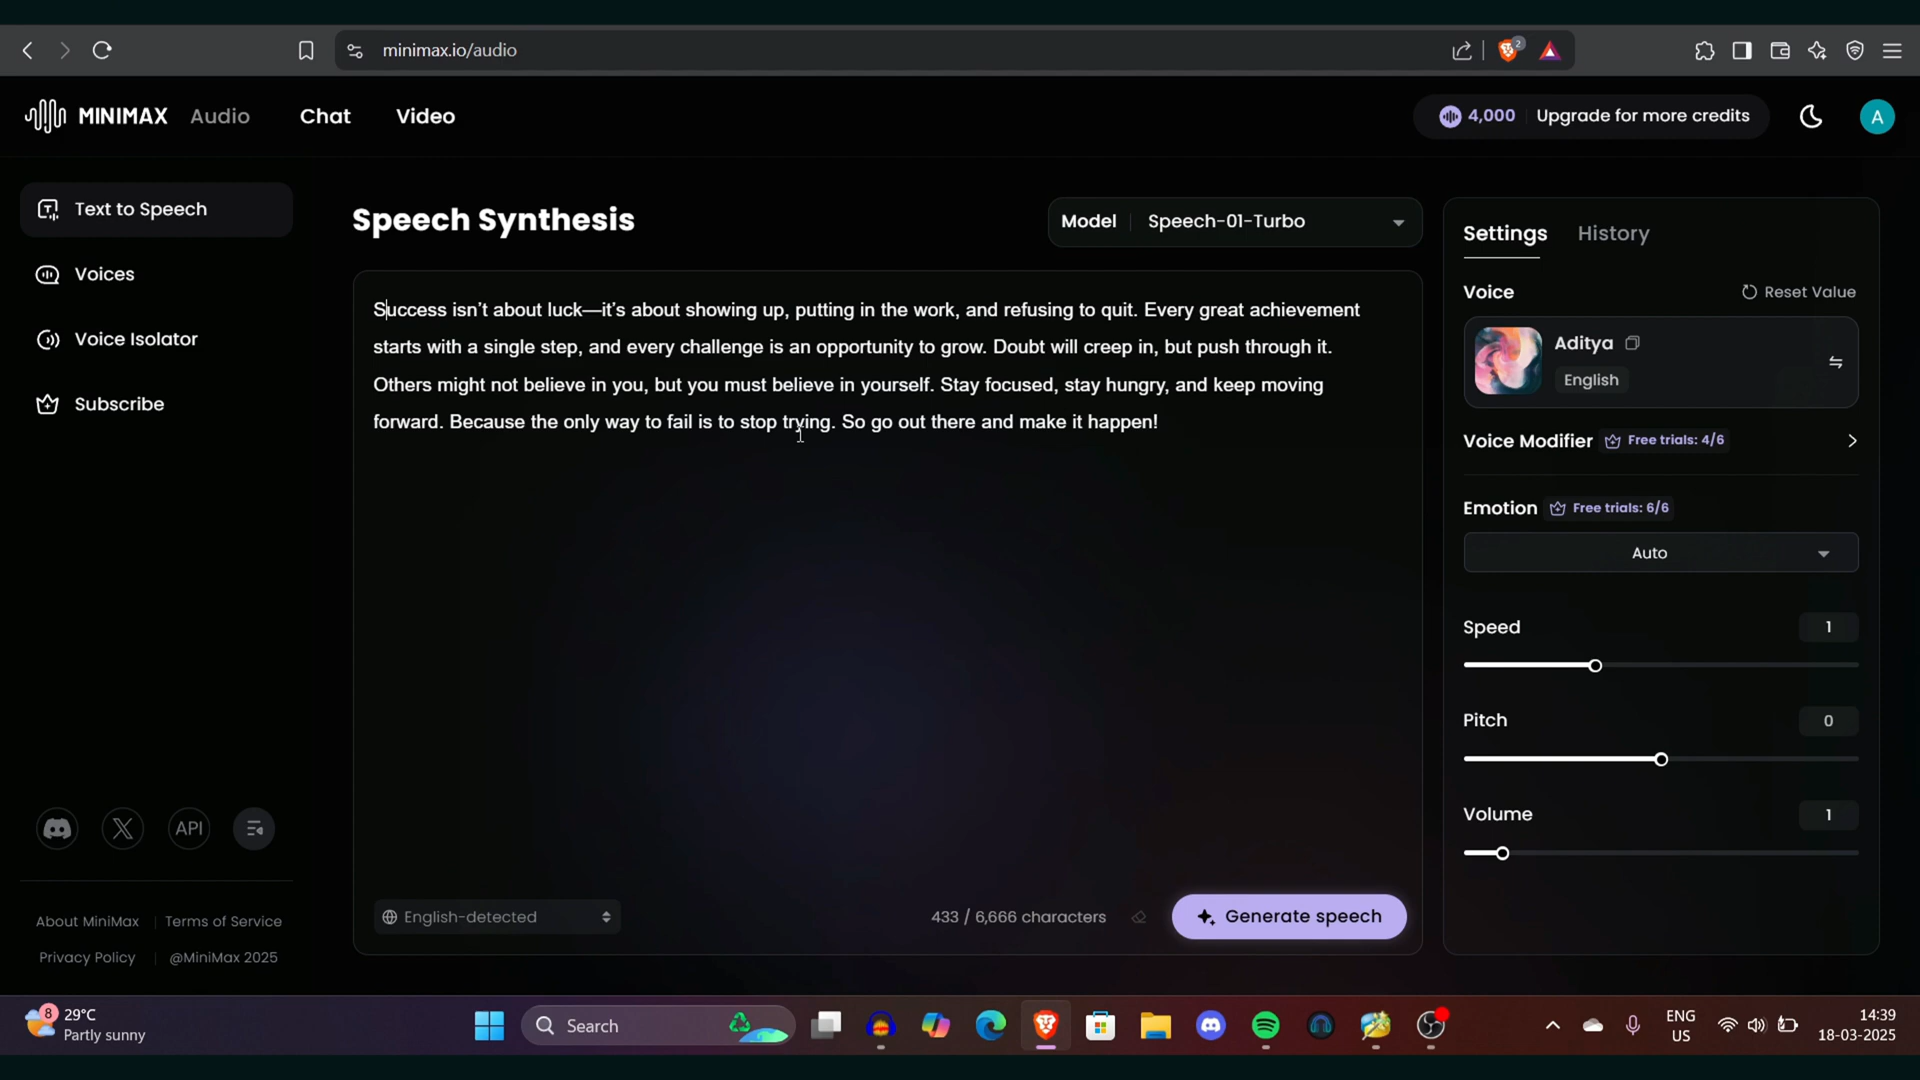 minimax.io/audio
2
MINIMAX Audio Chat Video
4,000 Upgrade for more credits
A
Text to Speech
Voices
Voice Isolator
Subscribe
API
About MiniMax Terms of Service
Privacy Policy @MiniMax 2025
Speech Synthesis
Model Speech-01-Turbo
Success isn’t about luck—it’s about showing up, putting in the work, and refusing to quit. Every great achievement
starts with a single step, and every challenge is an opportunity to grow. Doubt will creep in, but push through it.
Others might not believe in you, but you must believe in yourself. Stay focused, stay hungry, and keep moving
forward. Because the only way to fail is to stop trying. So go out there and make it happen!
English-detected
433 / 6,666 characters
Generate speech
Settings History
Voice Reset Value
Aditya
English
Voice Modifier Free trials: 4/6
Emotion Free trials: 6/6
Auto
Speed 1
Pitch 0
Volume 1
8
29°C
Partly sunny
Search
ENG
US
14:39
18-03-2025